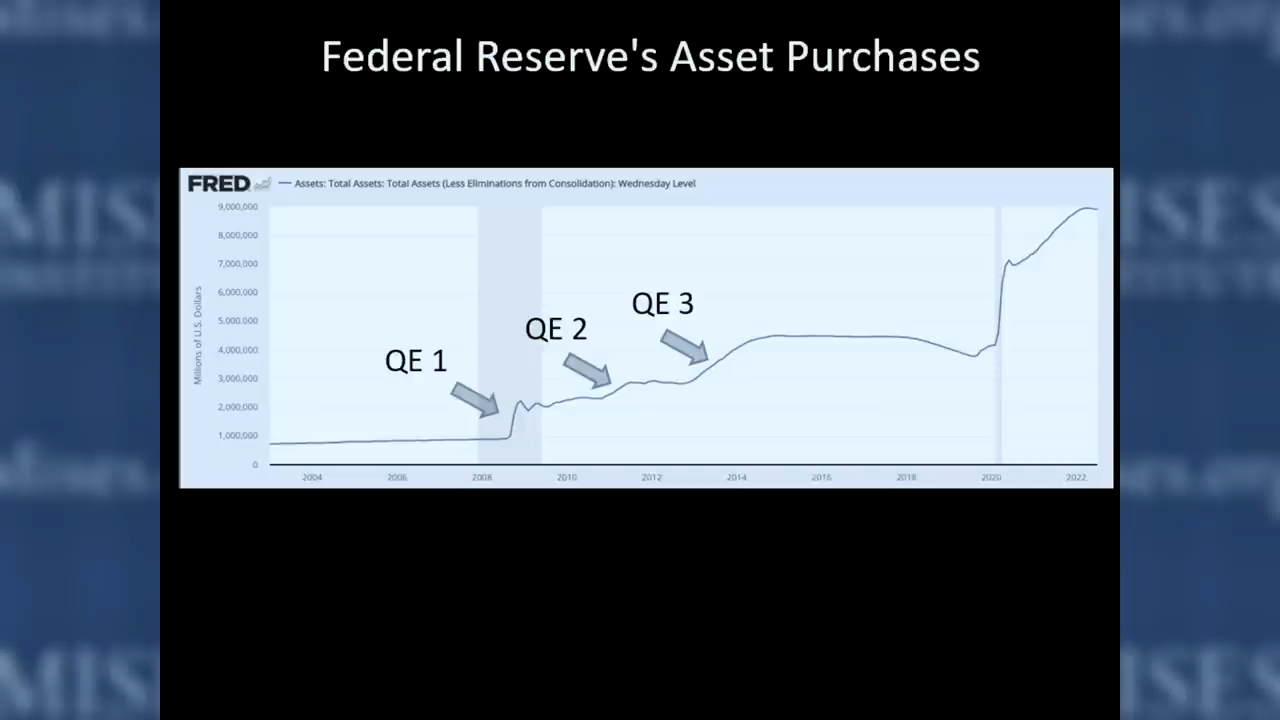 Federal Reserve's Asset Purchases
FRED
Assets: Total Assets: Total Assets (Less Eliminations from Consolidation): Wednesday Level
9,000,000
8,000,000
7,000,000
6,000,000
5,000,000
4,000,000
3,000,000
2,000,000
1,000,000
0
Millions of U.S. Dollars
QE 1
QE 2
QE 3
2004 2006 2008 2010 2012 2014 2016 2018 2020 2022